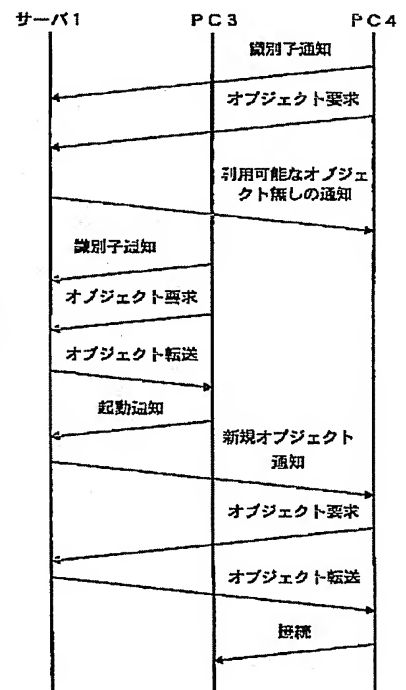 サーバ1 PC3 PC4
識別子通知
オブジェクト要求
利用可能なオブジェ
クト無しの通知
識別子通知
オブジェクト要求
オブジェクト転送
起動通知
新規オブジェクト
通知
オブジェクト要求
オブジェクト転送
接続